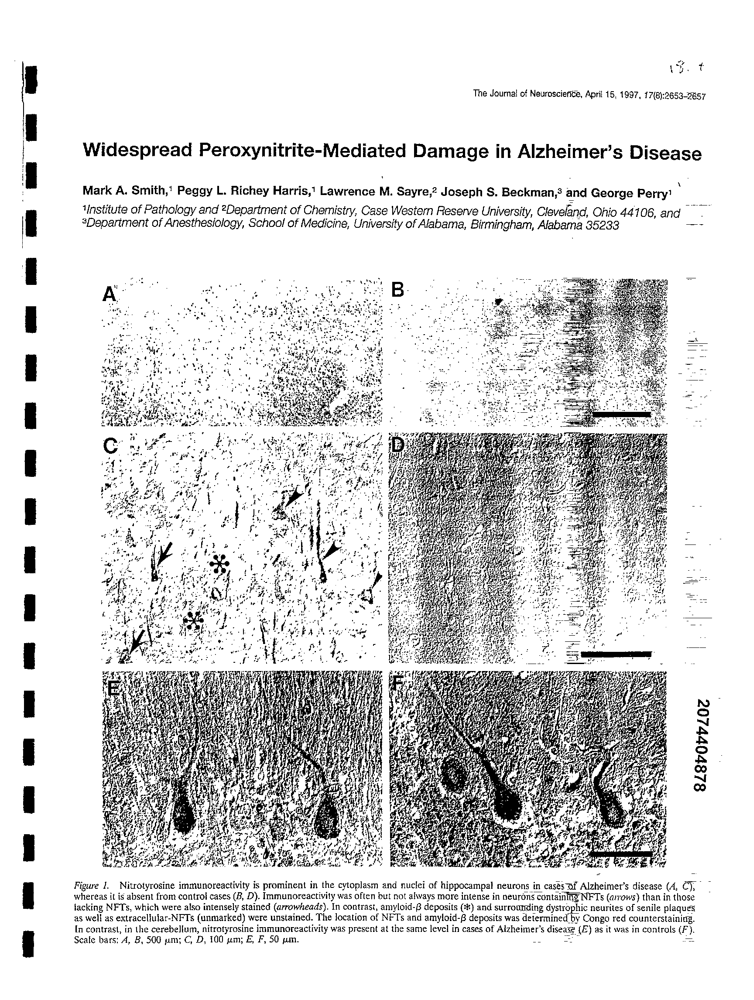 18. 1
The Journal of Neuroscience, April 15, 1997, 17(8):2653–2657
Widespread Peroxynitrite-Mediated Damage in Alzheimer's Disease
Mark A. Smith,¹ Peggy L. Richey Harris,¹ Lawrence M. Sayre,² Joseph S. Beckman,³ and George Perry¹
¹Institute of Pathology and ²Department of Chemistry, Case Western Reserve University, Cleveland, Ohio 44106, and
³Department of Anesthesiology, School of Medicine, University of Alabama, Birmingham, Alabama 35233
A
B
C
D
E
F
2074404878
Figure 1. Nitrotyrosine immunoreactivity is prominent in the cytoplasm and nuclei of hippocampal neurons in cases of Alzheimer's disease (A, C),
whereas it is absent from control cases (B, D). Immunoreactivity was often but not always more intense in neurons containing NFTs (arrows) than in those
lacking NFTs, which were also intensely stained (arrowheads). In contrast, amyloid-β deposits (*) and surrounding dystrophic neurites of senile plaques
as well as extracellular-NFTs (unmarked) were unstained. The location of NFTs and amyloid-β deposits was determined by Congo red counterstaining.
In contrast, in the cerebellum, nitrotyrosine immunoreactivity was present at the same level in cases of Alzheimer's disease (E) as it was in controls (F).
Scale bars: A, B, 500 μm; C, D, 100 μm; E, F, 50 μm.